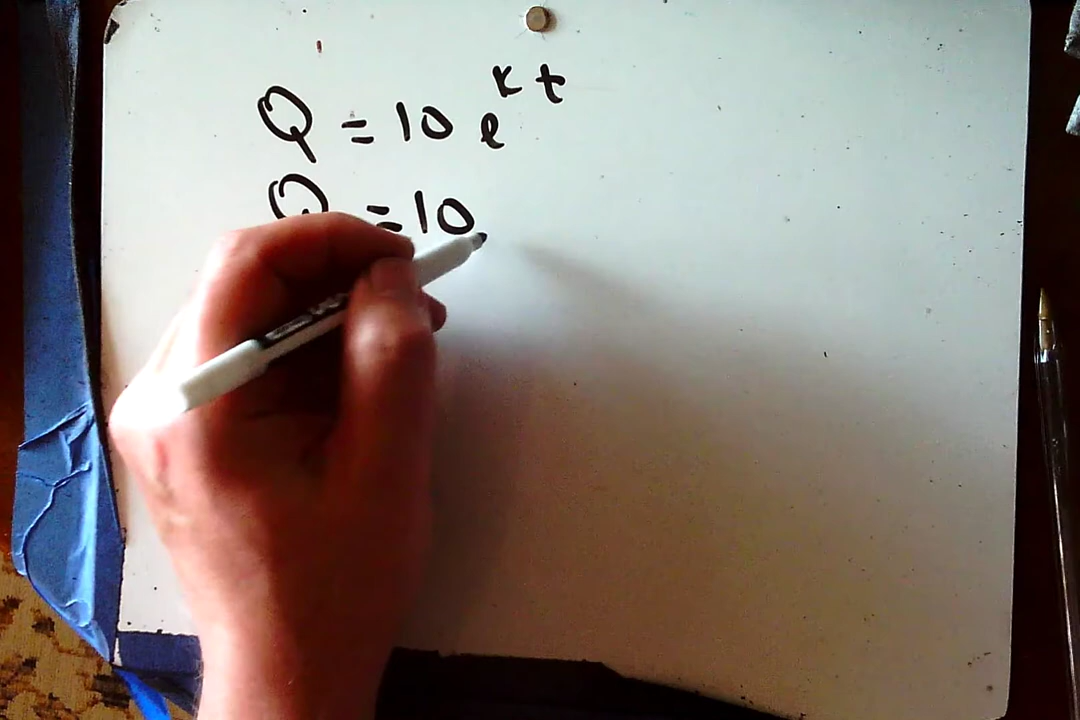 Q = 10 e^{kt}
Q = 10